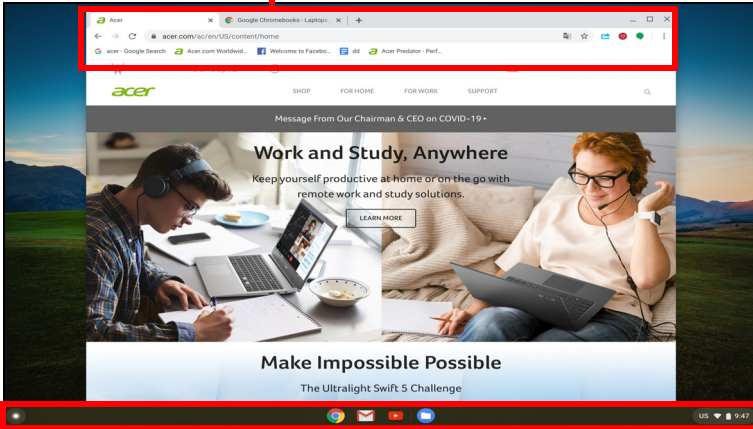 Acer
Google Chromebooks - Laptops,
acer.com/ac/en/US/content/home
acer - Google Search
Acer.com Worldwid..
Welcome to Facebo..
dd
Acer Predator - Perf...
acer
SHOP
FOR HOME
FOR WORK
SUPPORT
Message From Our Chairman & CEO on COVID-19
Work and Study, Anywhere
Keep yourself productive at home or on the go with
remote work and study solutions.
LEARN MORE
Make Impossible Possible
The Ultralight Swift 5 Challenge
US 9:47